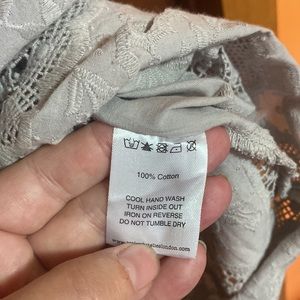 100% Cotton
COOL HAND WASH
TURN INSIDE OUT
IRON ON REVERSE
DO NOT TUMBLE DRY